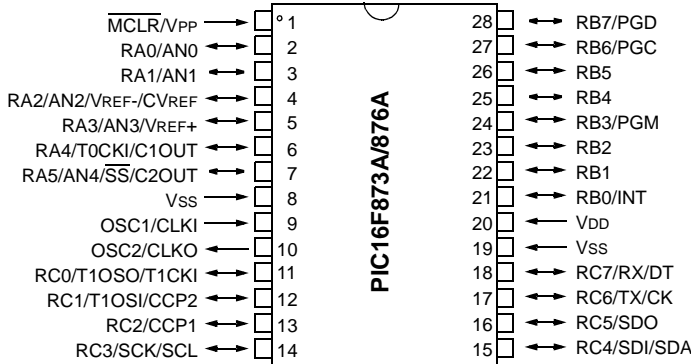 MCLR/VPP 1 28 RB7/PGD
RA0/AN0 2 27 RB6/PGC
RA1/AN1 3 26 RB5
RA2/AN2/VREF-/CVREF 4 25 RB4
RA3/AN3/VREF+ 5 24 RB3/PGM
RA4/T0CKI/C1OUT 6 23 RB2
RA5/AN4/SS/C2OUT 7 22 RB1
VSS 8 21 RB0/INT
OSC1/CLKI 9 20 VDD
OSC2/CLKO 10 19 VSS
RC0/T1OSO/T1CKI 11 18 RC7/RX/DT
RC1/T1OSI/CCP2 12 17 RC6/TX/CK
RC2/CCP1 13 16 RC5/SDO
RC3/SCK/SCL 14 15 RC4/SDI/SDA
PIC16F873A/876A